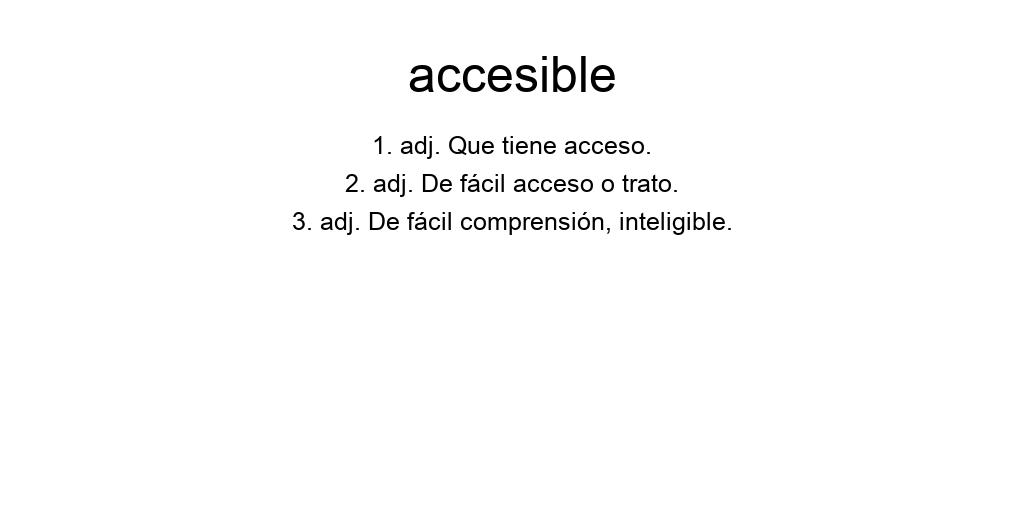 accesible
1. adj. Que tiene acceso.
2. adj. De fácil acceso o trato.
3. adj. De fácil comprensión, inteligible.